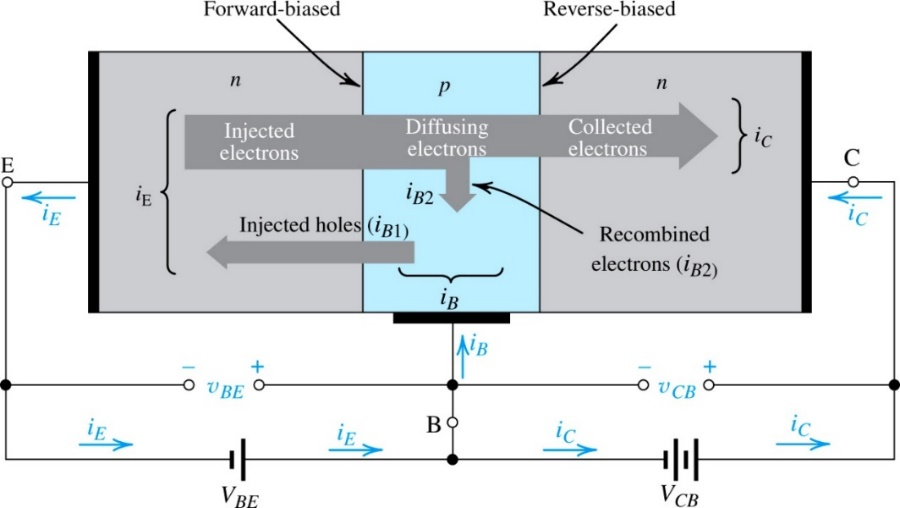 Forward-biased
Reverse-biased
n
p
n
Injected electrons
Diffusing electrons
Collected electrons
i_C
E
C
i_E
i_B2
i_E
i_C
Injected holes (i_B1)
Recombined electrons (i_B2)
i_B
i_B
− v_BE +
− v_CB +
B
i_E
i_E
i_C
i_C
V_BE
V_CB